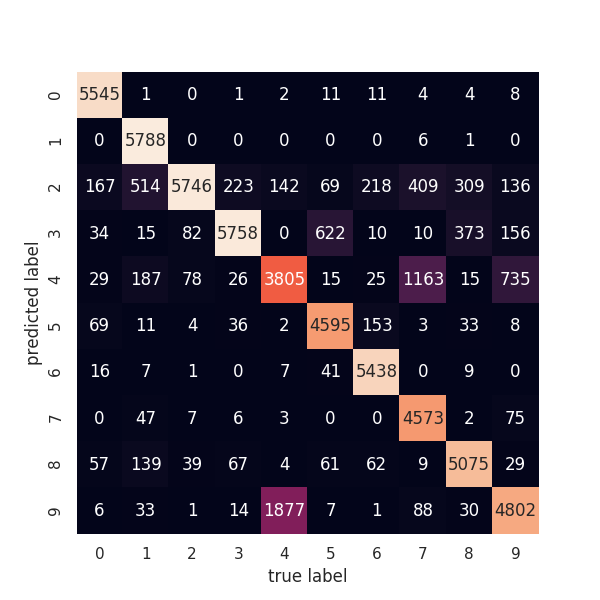 0 5545 1 0 1 2 11 11 4 4 8
1 0 5788 0 0 0 0 0 6 1 0
2 167 514 5746 223 142 69 218 409 309 136
3 34 15 82 5758 0 622 10 10 373 156
4 29 187 78 26 3805 15 25 1163 15 735
5 69 11 4 36 2 4595 153 3 33 8
6 16 7 1 0 7 41 5438 0 9 0
7 0 47 7 6 3 0 0 4573 2 75
8 57 139 39 67 4 61 62 9 5075 29
9 6 33 1 14 1877 7 1 88 30 4802
0 1 2 3 4 5 6 7 8 9
true label
predicted label